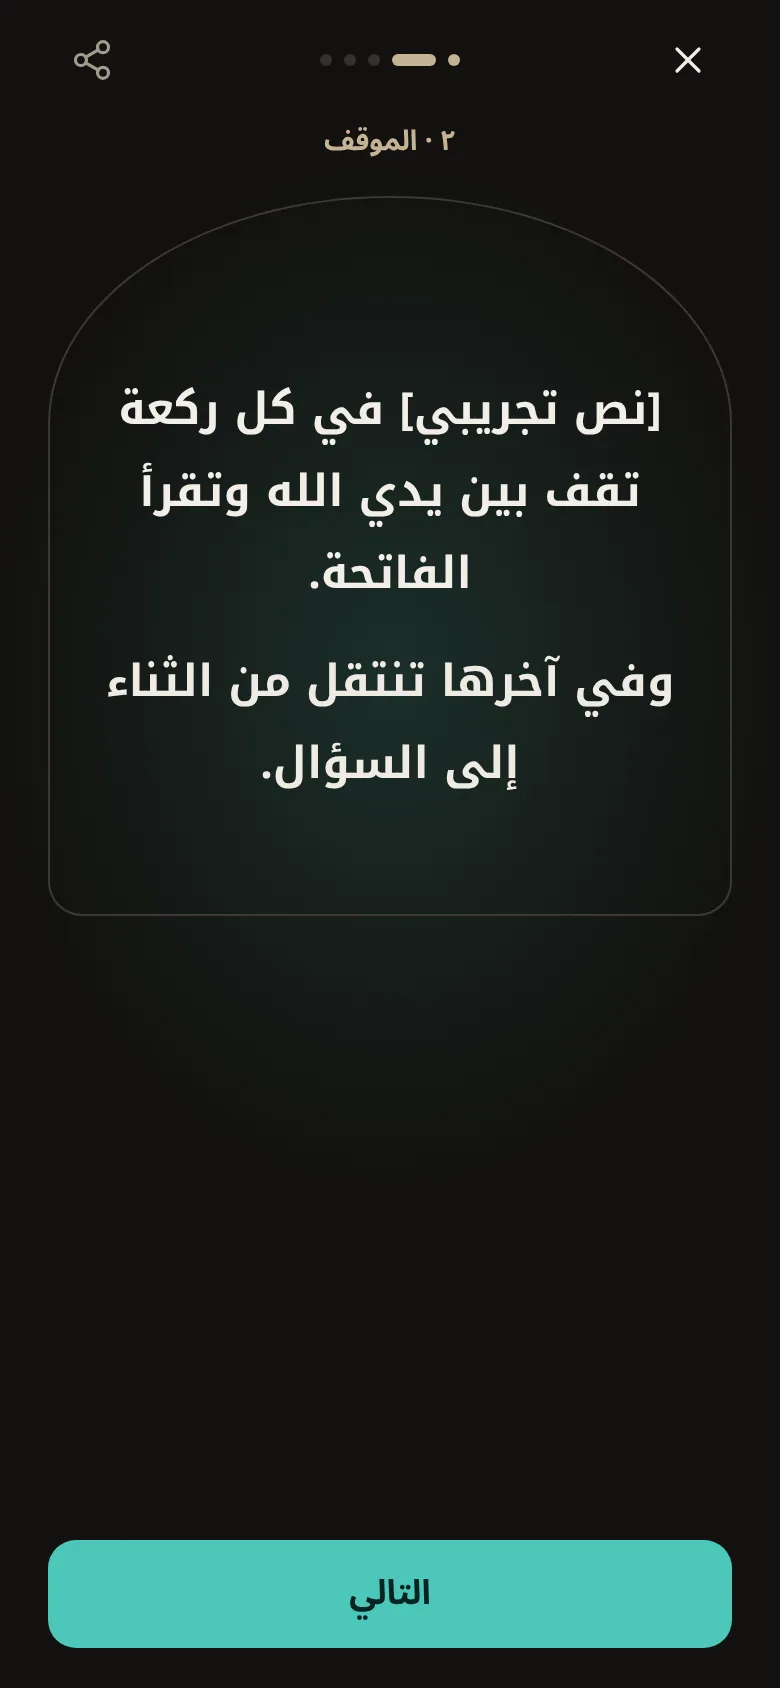 ٢ · الموقف
[نص تجريبي] في كل ركعة
تقف بين يدي الله وتقرأ
الفاتحة.
وفي آخرها تنتقل من الثناء
إلى السؤال.
التالي